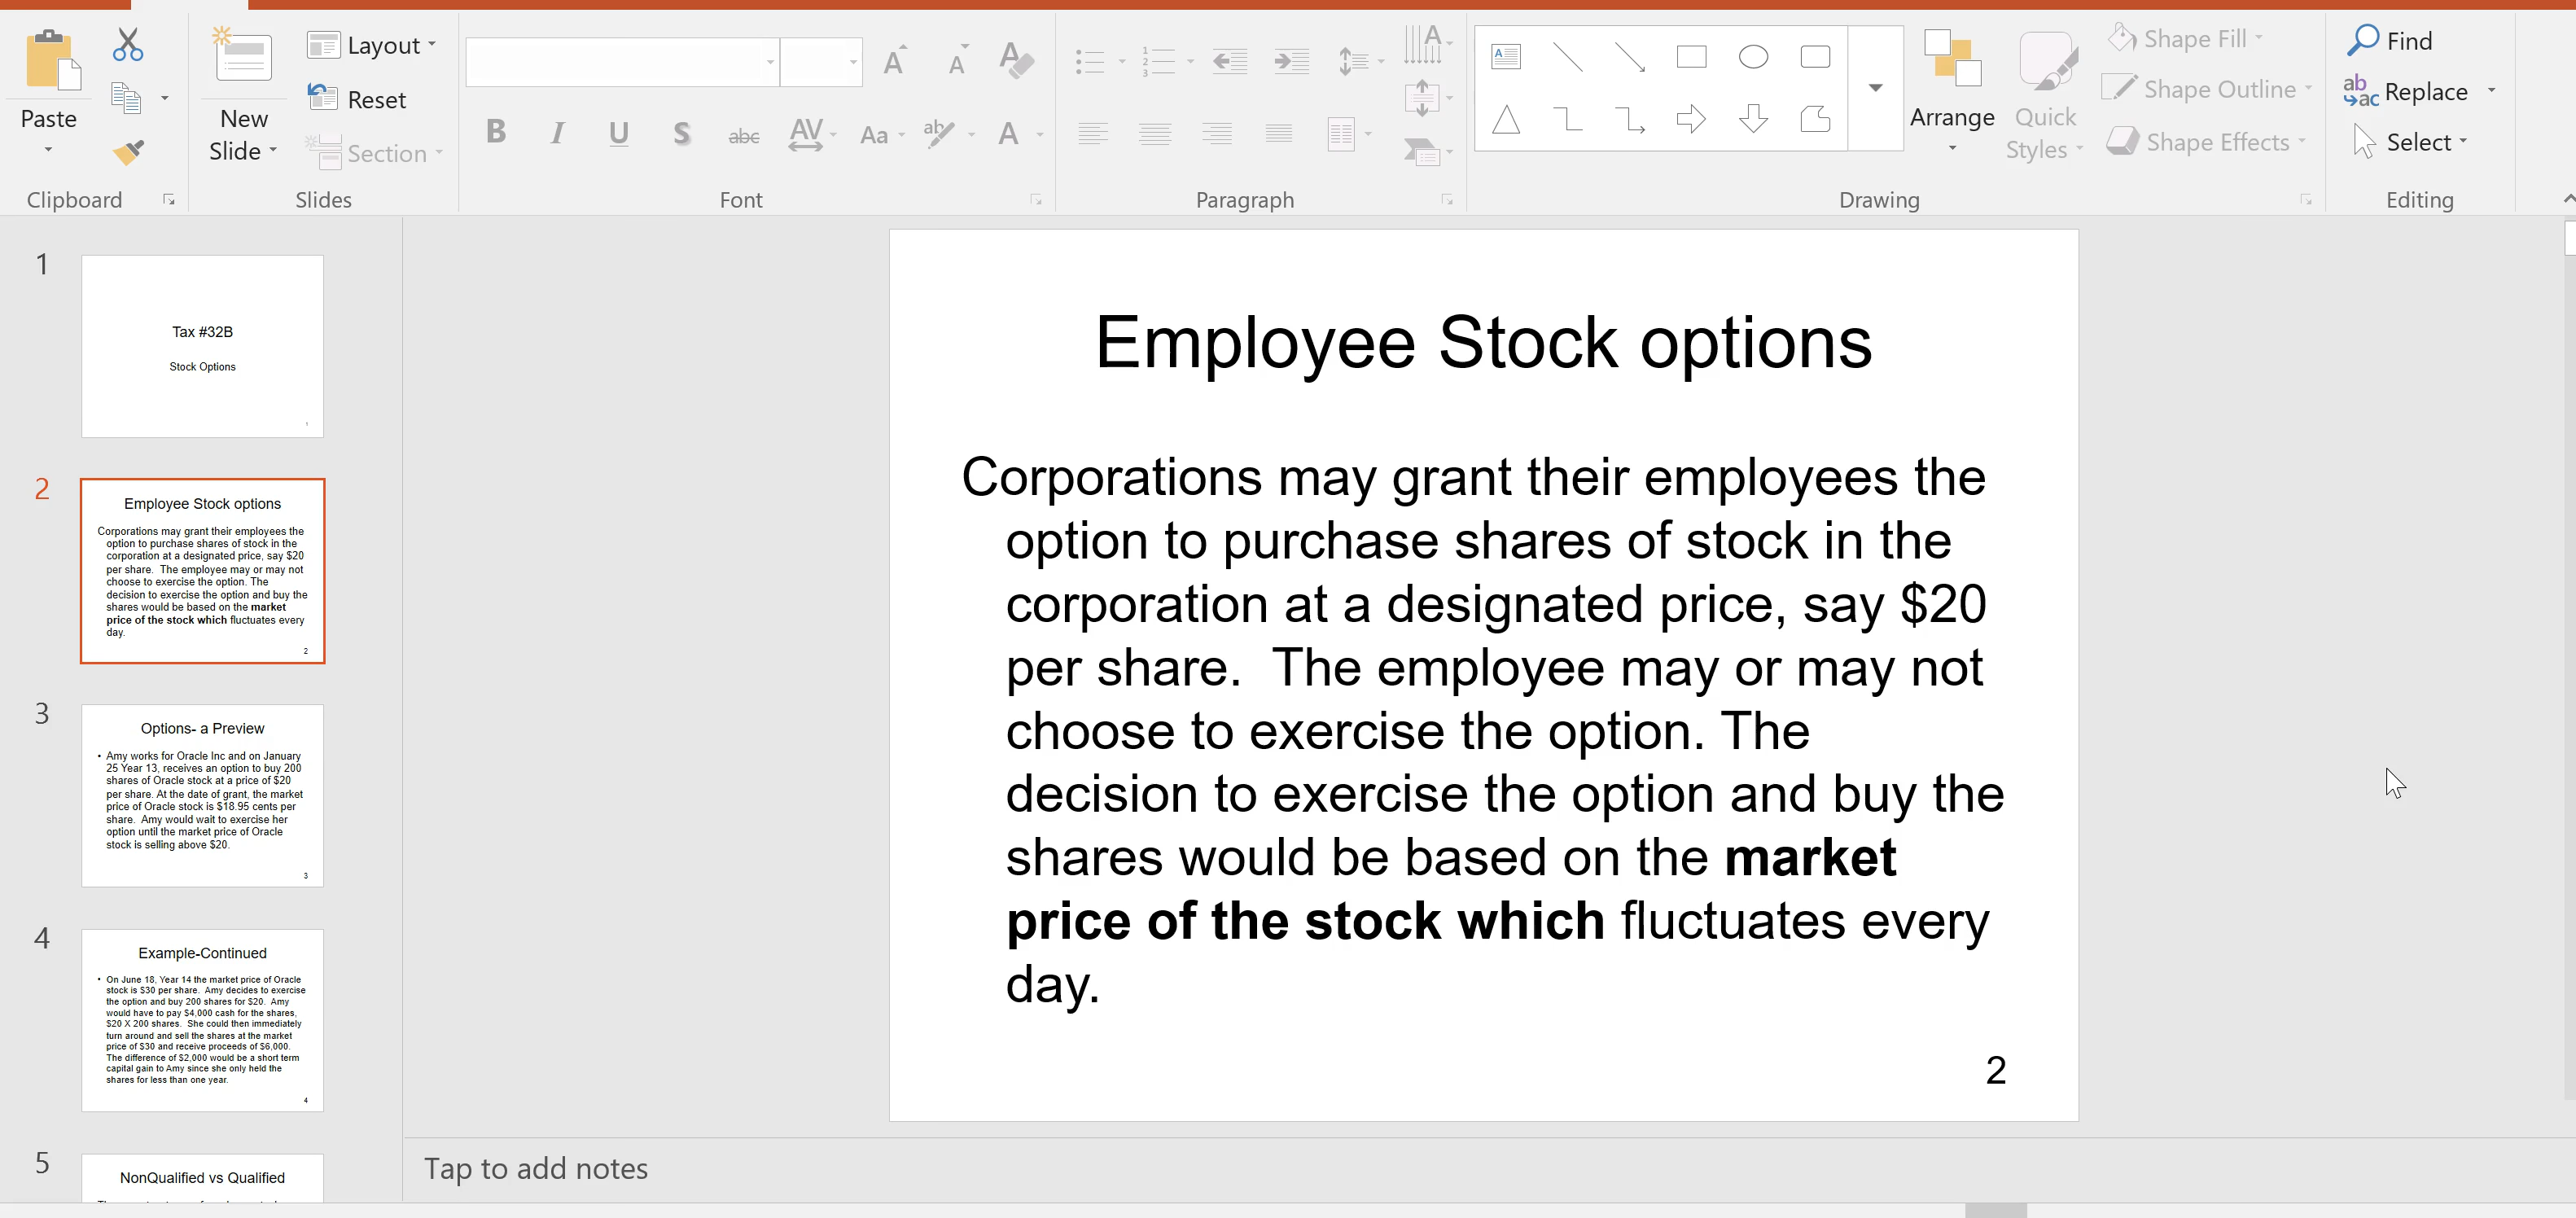 Paste
Clipboard
New
Slide
Layout
Reset
Section
Slides
B I U S abc AV Aa ab A
Font
Paragraph
Arrange
Quick
Styles
Shape Fill
Shape Outline
Shape Effects
Drawing
Find
Replace
Select
Editing
1
Tax #32B
Stock Options
1
2
Employee Stock options
Corporations may grant their employees the
option to purchase shares of stock in the
corporation at a designated price, say $20
per share.  The employee may or may not
choose to exercise the option. The
decision to exercise the option and buy the
shares would be based on the market
price of the stock which fluctuates every
day.
2
3
Options- a Preview
• Amy works for Oracle Inc and on January
25 Year 13, receives an option to buy 200
shares of Oracle stock at a price of $20
per share. At the date of grant, the market
price of Oracle stock is $18.95 cents per
share.  Amy would wait to exercise her
option until the market price of Oracle
stock is selling above $20.
3
4
Example-Continued
• On June 18, Year 14 the market price of Oracle
stock is $30 per share.  Amy decides to exercise
the option and buy 200 shares for $20.  Amy
would have to pay $4,000 cash for the shares,
$20 X 200 shares.  She could then immediately
turn around and sell the shares at the market
price of $30 and receive proceeds of $6,000.
The difference of $2,000 would be a short term
capital gain to Amy since she only held the
shares for less than one year.
4
5
NonQualified vs Qualified
Employee Stock options
Corporations may grant their employees the
option to purchase shares of stock in the
corporation at a designated price, say $20
per share.  The employee may or may not
choose to exercise the option. The
decision to exercise the option and buy the
shares would be based on the market
price of the stock which fluctuates every
day.
2
Tap to add notes